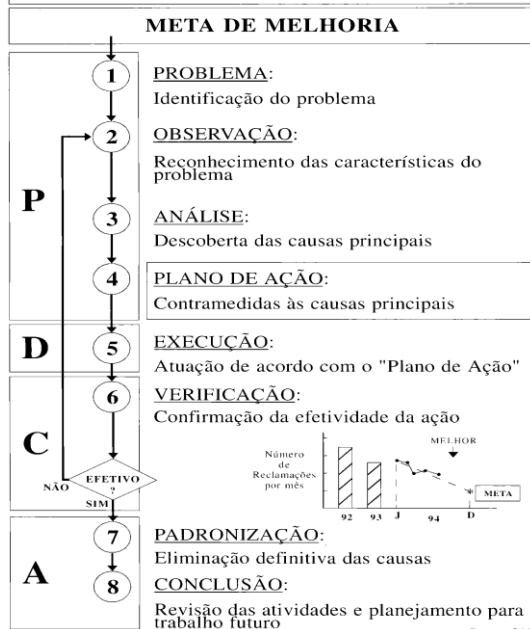 META DE MELHORIA
1
PROBLEMA:
Identificação do problema
2
OBSERVAÇÃO:
Reconhecimento das características do
problema
P
3
ANÁLISE:
Descoberta das causas principais
4
PLANO DE AÇÃO:
Contramedidas às causas principais
D
5
EXECUÇÃO:
Atuação de acordo com o "Plano de Ação"
6
VERIFICAÇÃO:
Confirmação da efetividade da ação
C
Número
de
Reclamações
por mês
MELHOR
META
92 93 J 94 D
EFETIVO
?
NÃO
SIM
7
PADRONIZAÇÃO:
Eliminação definitiva das causas
A
8
CONCLUSÃO:
Revisão das atividades e planejamento para
trabalho futuro